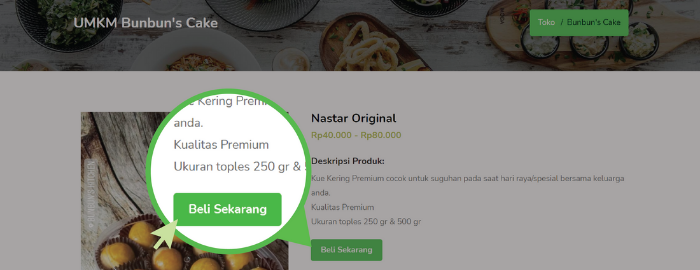 UMKM Bunbun's Cake
Toko / Bunbun's Cake
Kue Kering Premi
anda.
Kualitas Premium
Ukuran toples 250 gr &
Beli Sekarang
Nastar Original
Rp40.000 – Rp80.000
Deskripsi Produk:
Kue Kering Premium cocok untuk suguhan pada saat hari raya/spesial bersama keluarga
anda.
Kualitas Premium
Ukuran toples 250 gr & 500 gr
Beli Sekarang